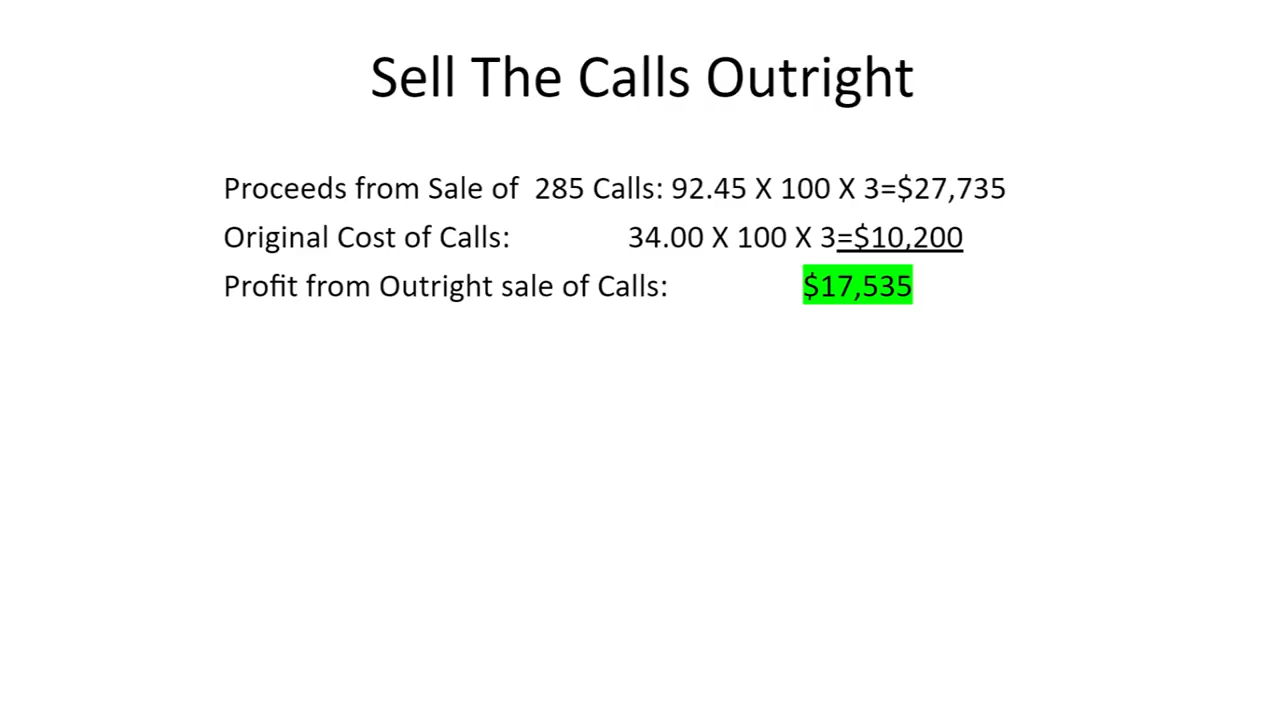 Sell The Calls Outright
Proceeds from Sale of 285 Calls: 92.45 X 100 X 3=$27,735
Original Cost of Calls: 34.00 X 100 X 3=$10,200
Profit from Outright sale of Calls: $17,535